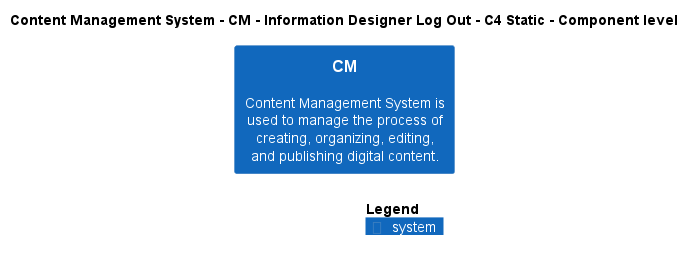 Content Management System - CM - Information Designer Log Out - C4 Static - Component level
CM
Content Management System is
used to manage the process of
creating, organizing, editing,
and publishing digital content.
Legend
system